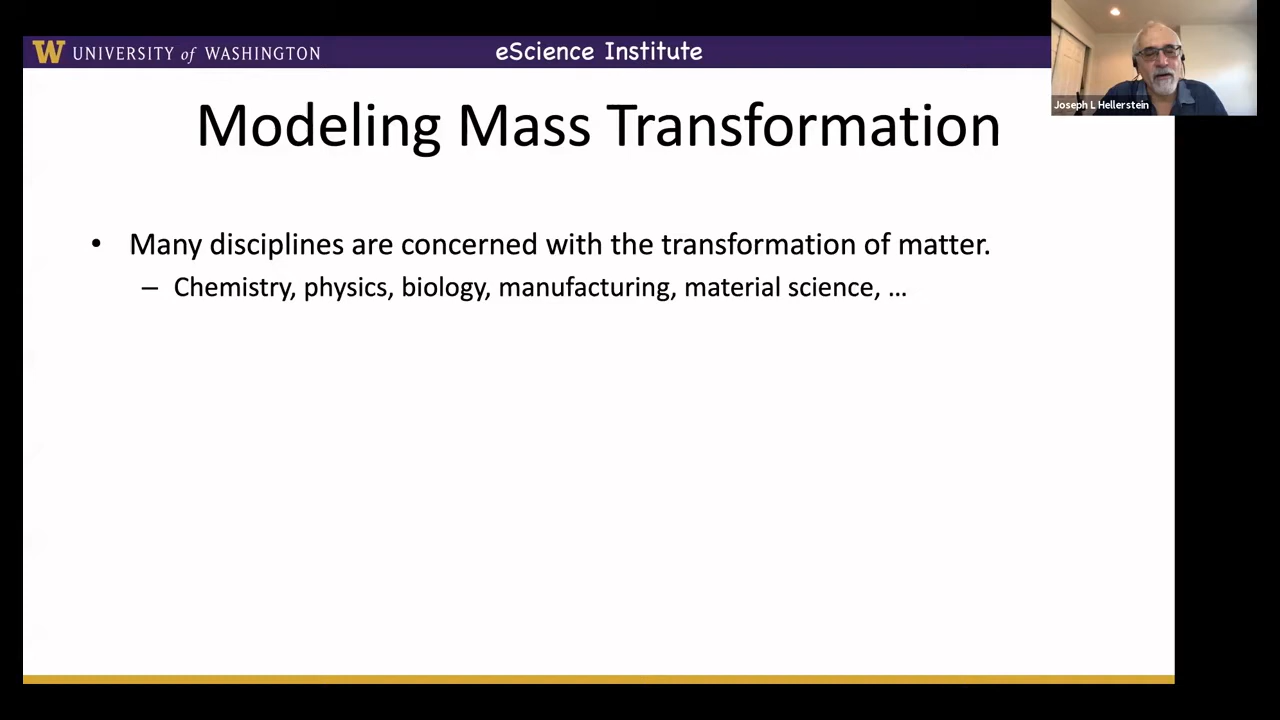 W UNIVERSITY of WASHINGTON
eScience Institute
Joseph L Hellerstein
Modeling Mass Transformation
• Many disciplines are concerned with the transformation of matter.
– Chemistry, physics, biology, manufacturing, material science, ...